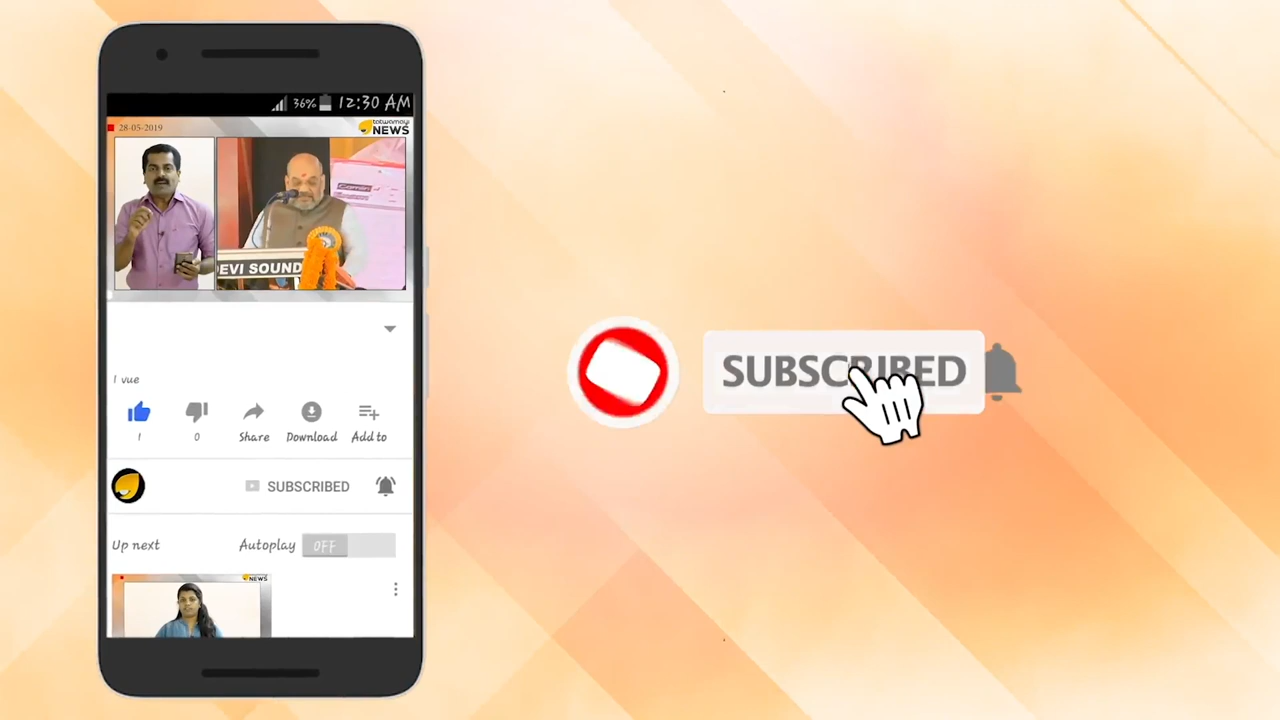 36% 12:30 AM
28-05-2019
tatwamayi
NEWS
DEVI SOUND
1 vue
1
0
Share
Download
Add to
SUBSCRIBED
Up next
Autoplay
OFF
NEWS
SUBSCRIBED